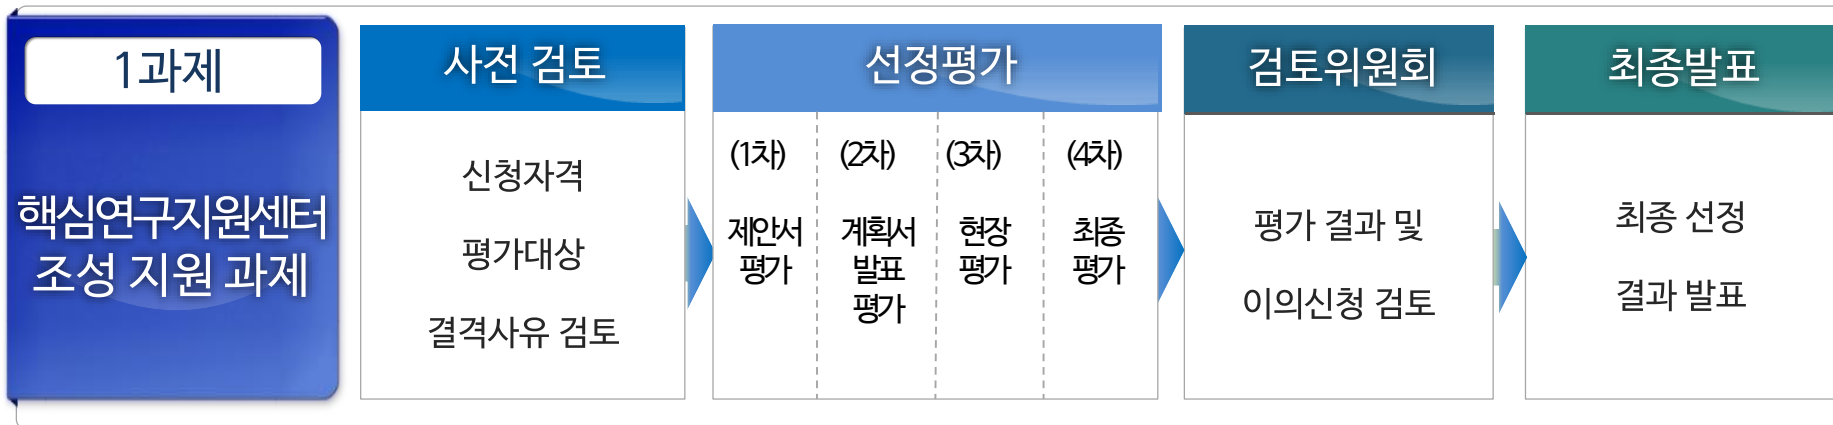 1과제
핵심연구지원센터
조성 지원 과제
사전 검토
신청자격
평가대상
결격사유 검토
선정평가
(1차)
제안서
평가
(2차)
계획서
발표
평가
(3차)
현장
평가
(4차)
최종
평가
검토위원회
평가 결과 및
이의신청 검토
최종발표
최종 선정
결과 발표